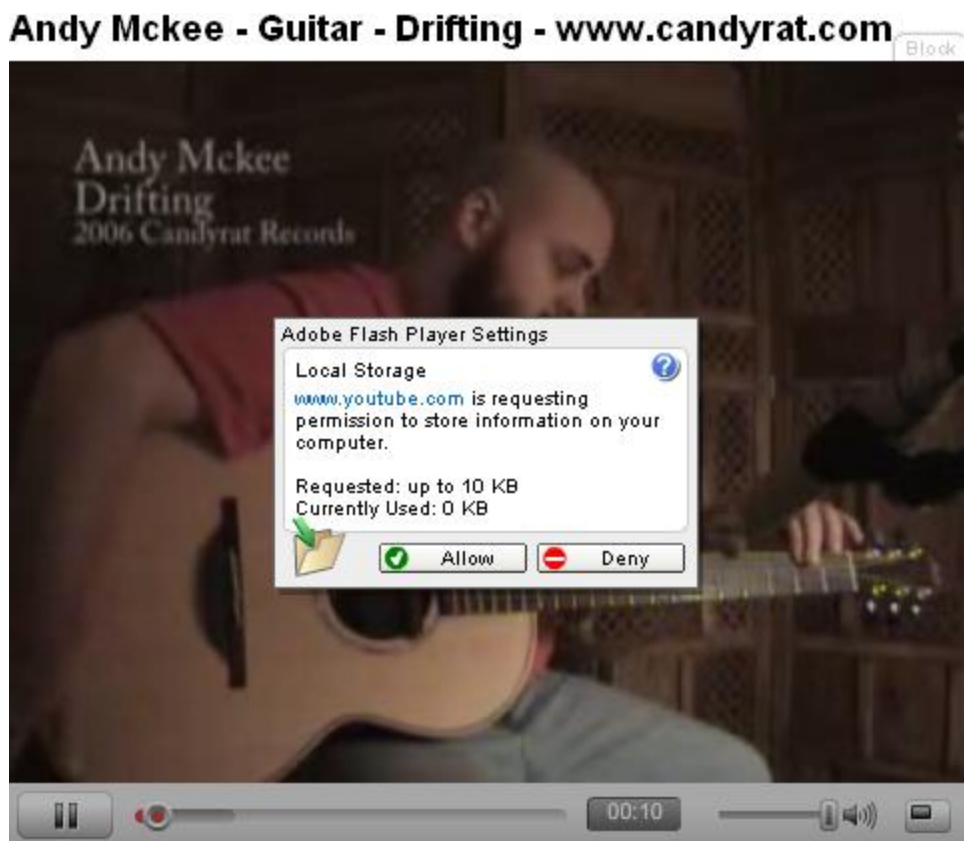 Andy Mckee - Guitar - Drifting - www.candyrat.com
Block
Andy Mckee
Drifting
2006 Candyrat Records
Adobe Flash Player Settings
Local Storage
www.youtube.com is requesting
permission to store information on your
computer.
Requested: up to 10 KB
Currently Used: 0 KB
Allow
Deny
00:10